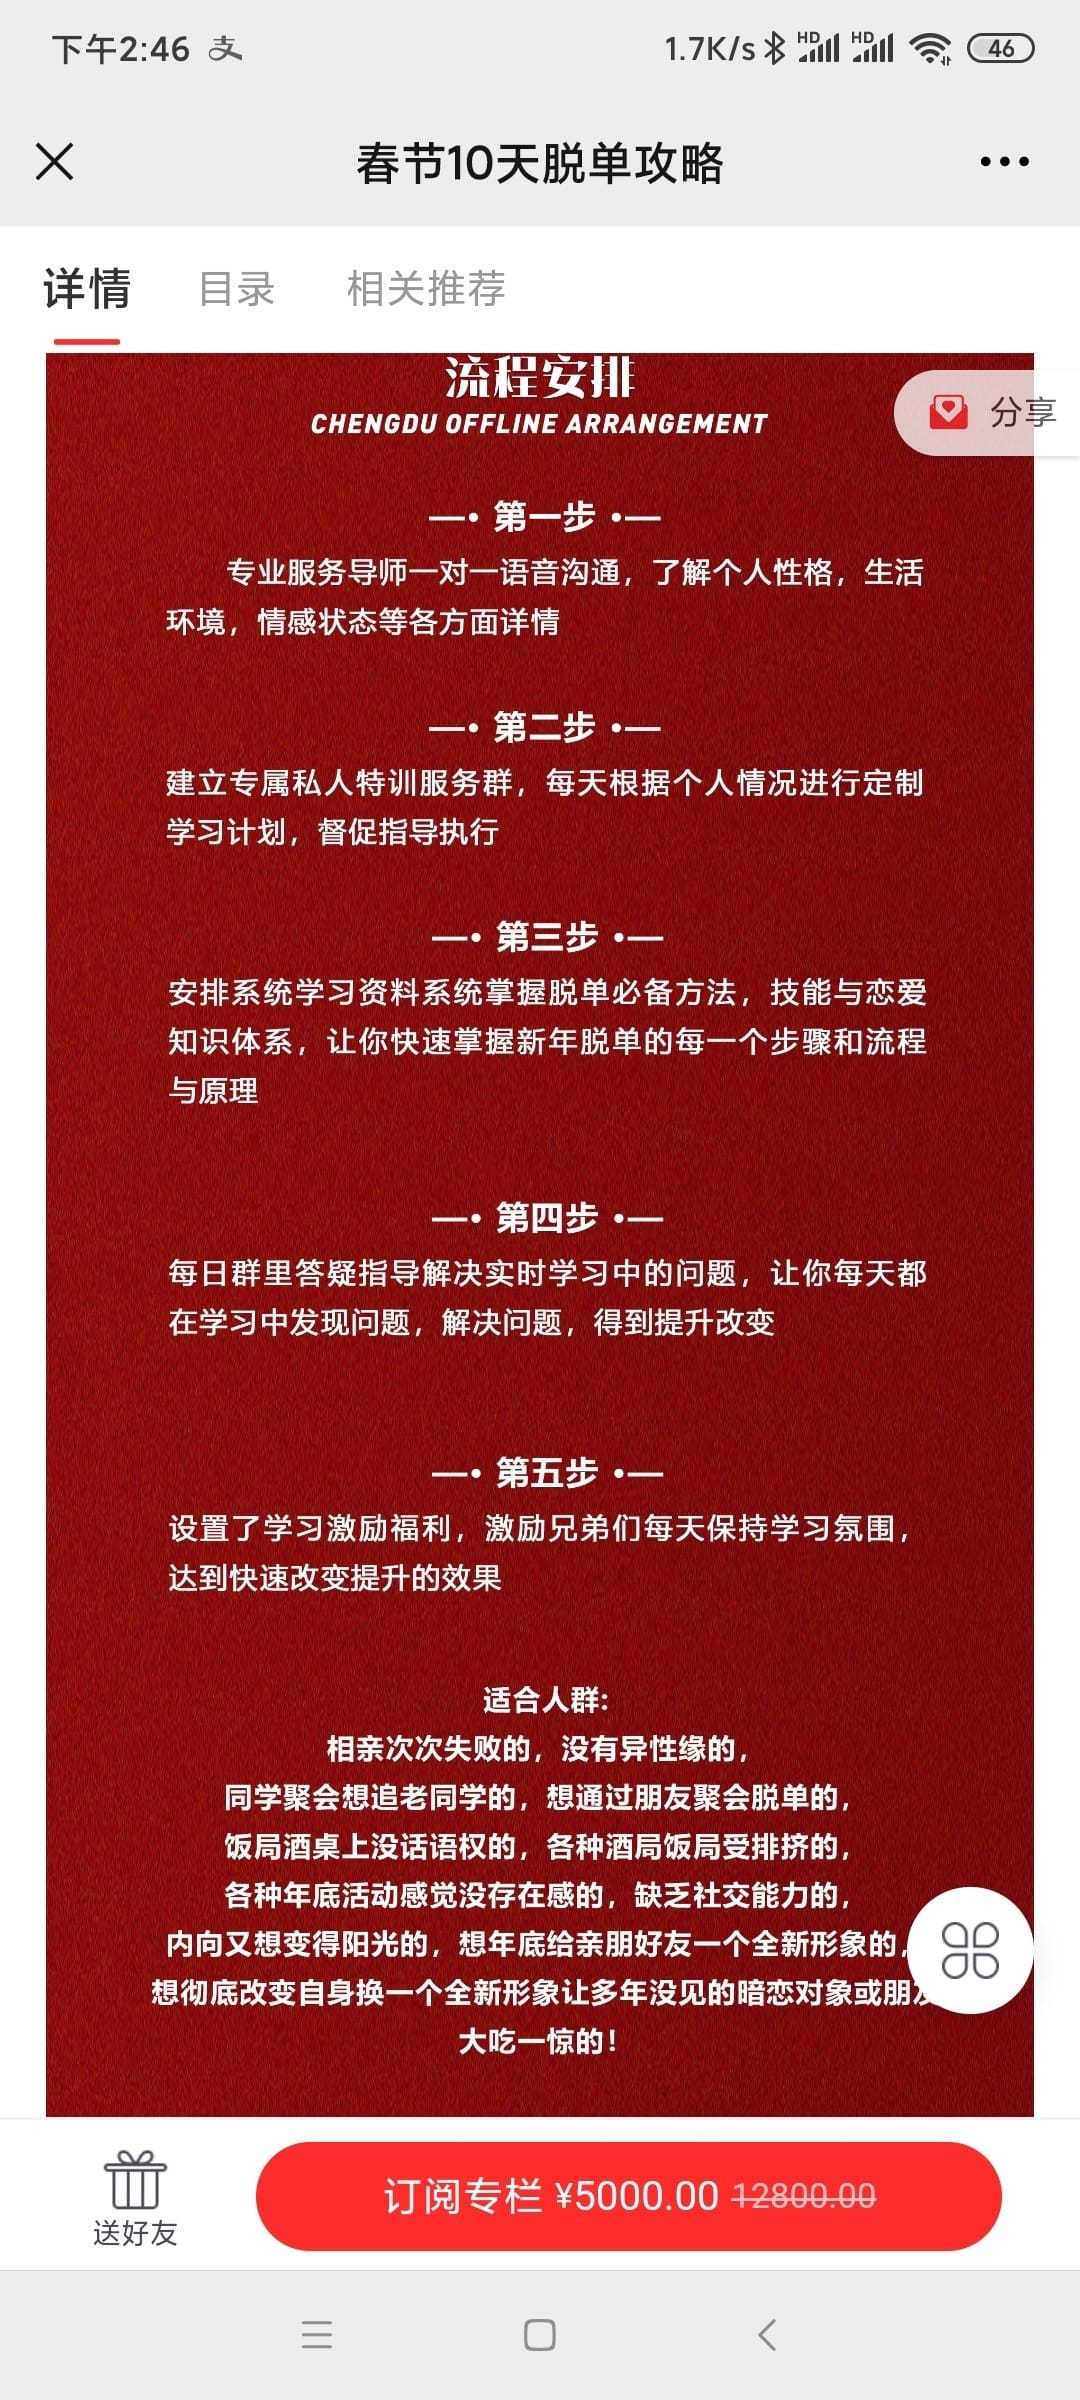 下午2:46
1.7K/s HD HD 46
春节10天脱单攻略
详情 目录 相关推荐
流程安排
CHENGDU OFFLINE ARRANGEMENT
分享
第一步
专业服务导师一对一语音沟通，了解个人性格，生活
环境，情感状态等各方面详情
第二步
建立专属私人特训服务群，每天根据个人情况进行定制
学习计划，督促指导执行
第三步
安排系统学习资料系统掌握脱单必备方法，技能与恋爱
知识体系，让你快速掌握新年脱单的每一个步骤和流程
与原理
第四步
每日群里答疑指导解决实时学习中的问题，让你每天都
在学习中发现问题，解决问题，得到提升改变
第五步
设置了学习激励福利，激励兄弟们每天保持学习氛围，
达到快速改变提升的效果
适合人群:
相亲次次失败的，没有异性缘的，
同学聚会想追老同学的，想通过朋友聚会脱单的，
饭局酒桌上没话语权的，各种酒局饭局受排挤的，
各种年底活动感觉没存在感的，缺乏社交能力的，
内向又想变得阳光的，想年底给亲朋好友一个全新形象的，
想彻底改变自身换一个全新形象让多年没见的暗恋对象或朋友
大吃一惊的！
送好友
订阅专栏 ¥5000.00 12800.00